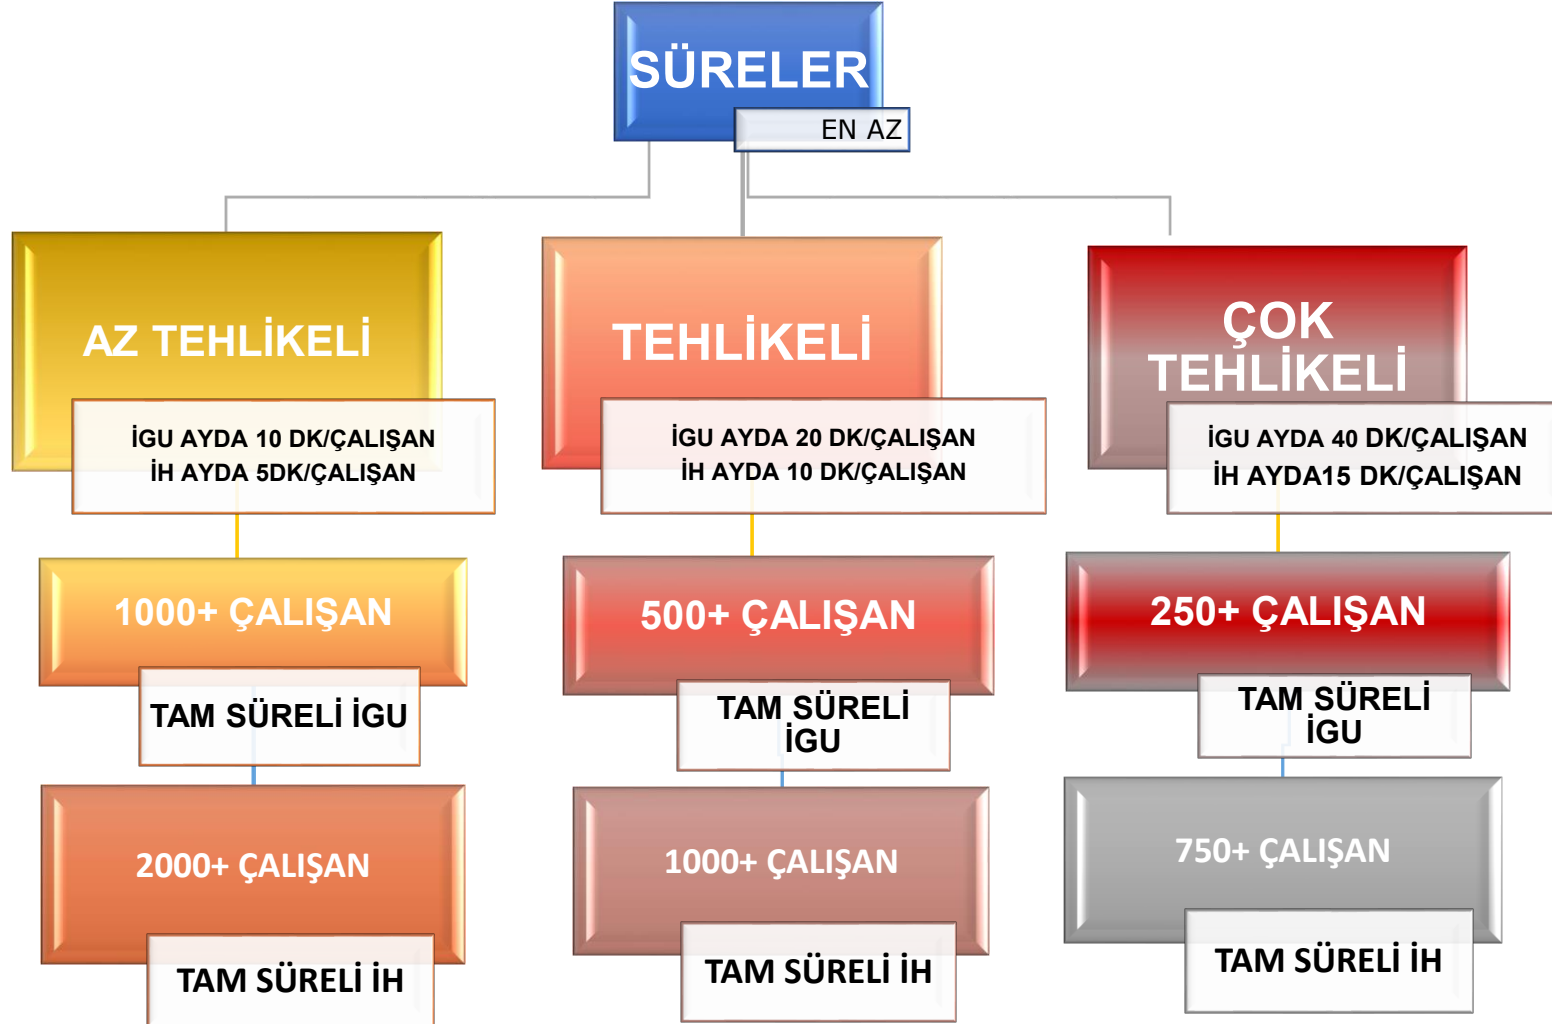 SÜRELER
EN AZ
AZ TEHLİKELİ
İGU AYDA 10 DK/ÇALIŞAN
İH AYDA 5DK/ÇALIŞAN
1000+ ÇALIŞAN
TAM SÜRELİ İGU
2000+ ÇALIŞAN
TAM SÜRELİ İH
TEHLİKELİ
İGU AYDA 20 DK/ÇALIŞAN
İH AYDA 10 DK/ÇALIŞAN
500+ ÇALIŞAN
TAM SÜRELİ
İGU
1000+ ÇALIŞAN
TAM SÜRELİ İH
ÇOK
TEHLİKELİ
İGU AYDA 40 DK/ÇALIŞAN
İH AYDA15 DK/ÇALIŞAN
250+ ÇALIŞAN
TAM SÜRELİ
İGU
750+ ÇALIŞAN
TAM SÜRELİ İH